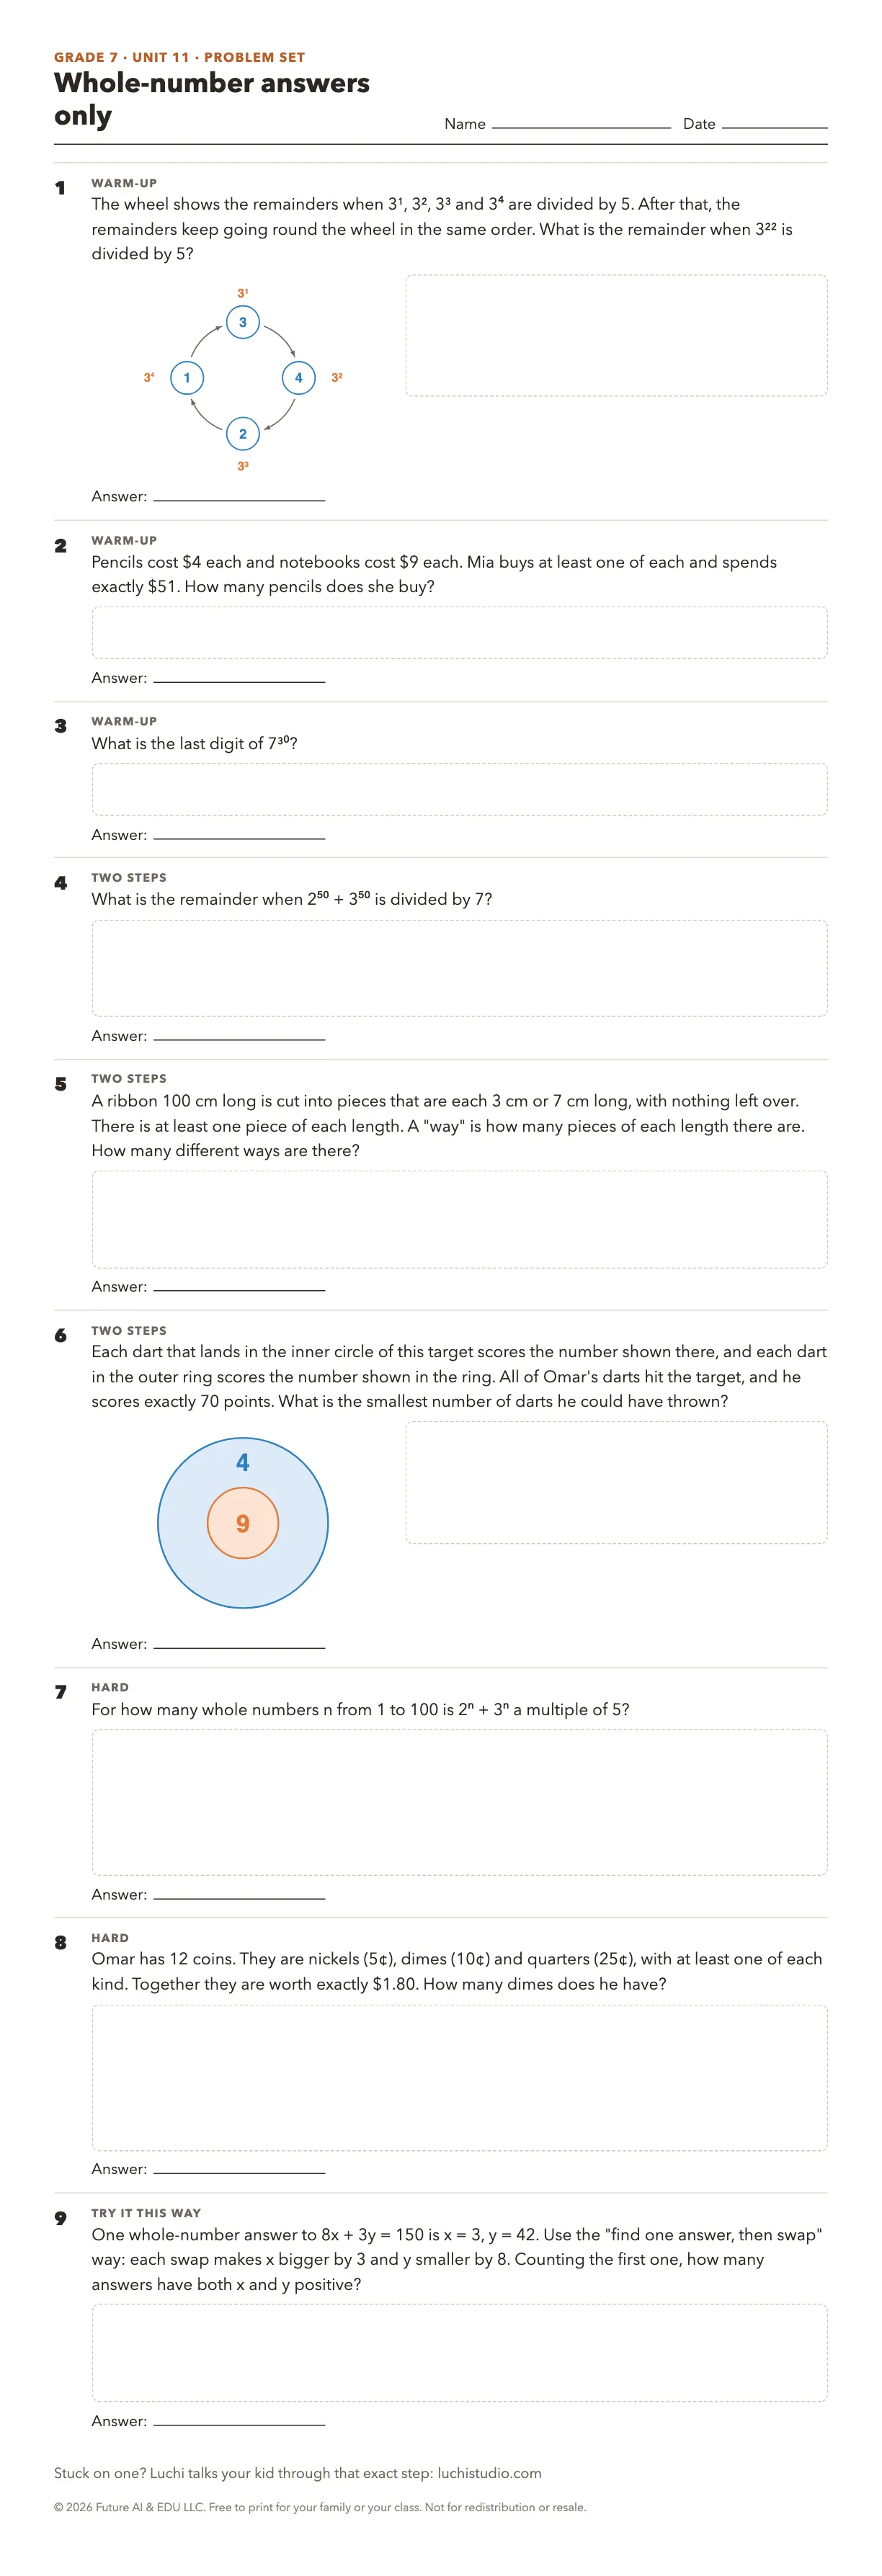 GRADE 7 · UNIT 11 · PROBLEM SET
Whole-number answers
only
Name
Date
1
WARM-UP
The wheel shows the remainders when 3¹, 3², 3³ and 3⁴ are divided by 5. After that, the
remainders keep going round the wheel in the same order. What is the remainder when 3²² is
divided by 5?
3¹
3
3⁴
1
4
3²
2
3³
Answer:
2
WARM-UP
Pencils cost $4 each and notebooks cost $9 each. Mia buys at least one of each and spends
exactly $51. How many pencils does she buy?
Answer:
3
WARM-UP
What is the last digit of 7³⁰?
Answer:
4
TWO STEPS
What is the remainder when 2⁵⁰ + 3⁵⁰ is divided by 7?
Answer:
5
TWO STEPS
A ribbon 100 cm long is cut into pieces that are each 3 cm or 7 cm long, with nothing left over.
There is at least one piece of each length. A "way" is how many pieces of each length there are.
How many different ways are there?
Answer:
6
TWO STEPS
Each dart that lands in the inner circle of this target scores the number shown there, and each dart
in the outer ring scores the number shown in the ring. All of Omar's darts hit the target, and he
scores exactly 70 points. What is the smallest number of darts he could have thrown?
4
9
Answer:
7
HARD
For how many whole numbers n from 1 to 100 is 2ⁿ + 3ⁿ a multiple of 5?
Answer:
8
HARD
Omar has 12 coins. They are nickels (5¢), dimes (10¢) and quarters (25¢), with at least one of each
kind. Together they are worth exactly $1.80. How many dimes does he have?
Answer:
9
TRY IT THIS WAY
One whole-number answer to 8x + 3y = 150 is x = 3, y = 42. Use the "find one answer, then swap"
way: each swap makes x bigger by 3 and y smaller by 8. Counting the first one, how many
answers have both x and y positive?
Answer:
Stuck on one? Luchi talks your kid through that exact step: luchistudio.com
© 2026 Future AI & EDU LLC. Free to print for your family or your class. Not for redistribution or resale.